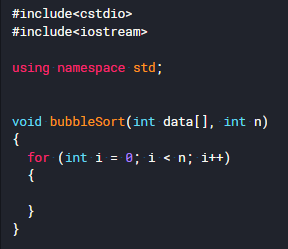 #include<cstdio>
#include<iostream>
using namespace std;
void bubbleSort(int data[], int n)
{
for (int i = 0; i < n; i++)
{
}
}